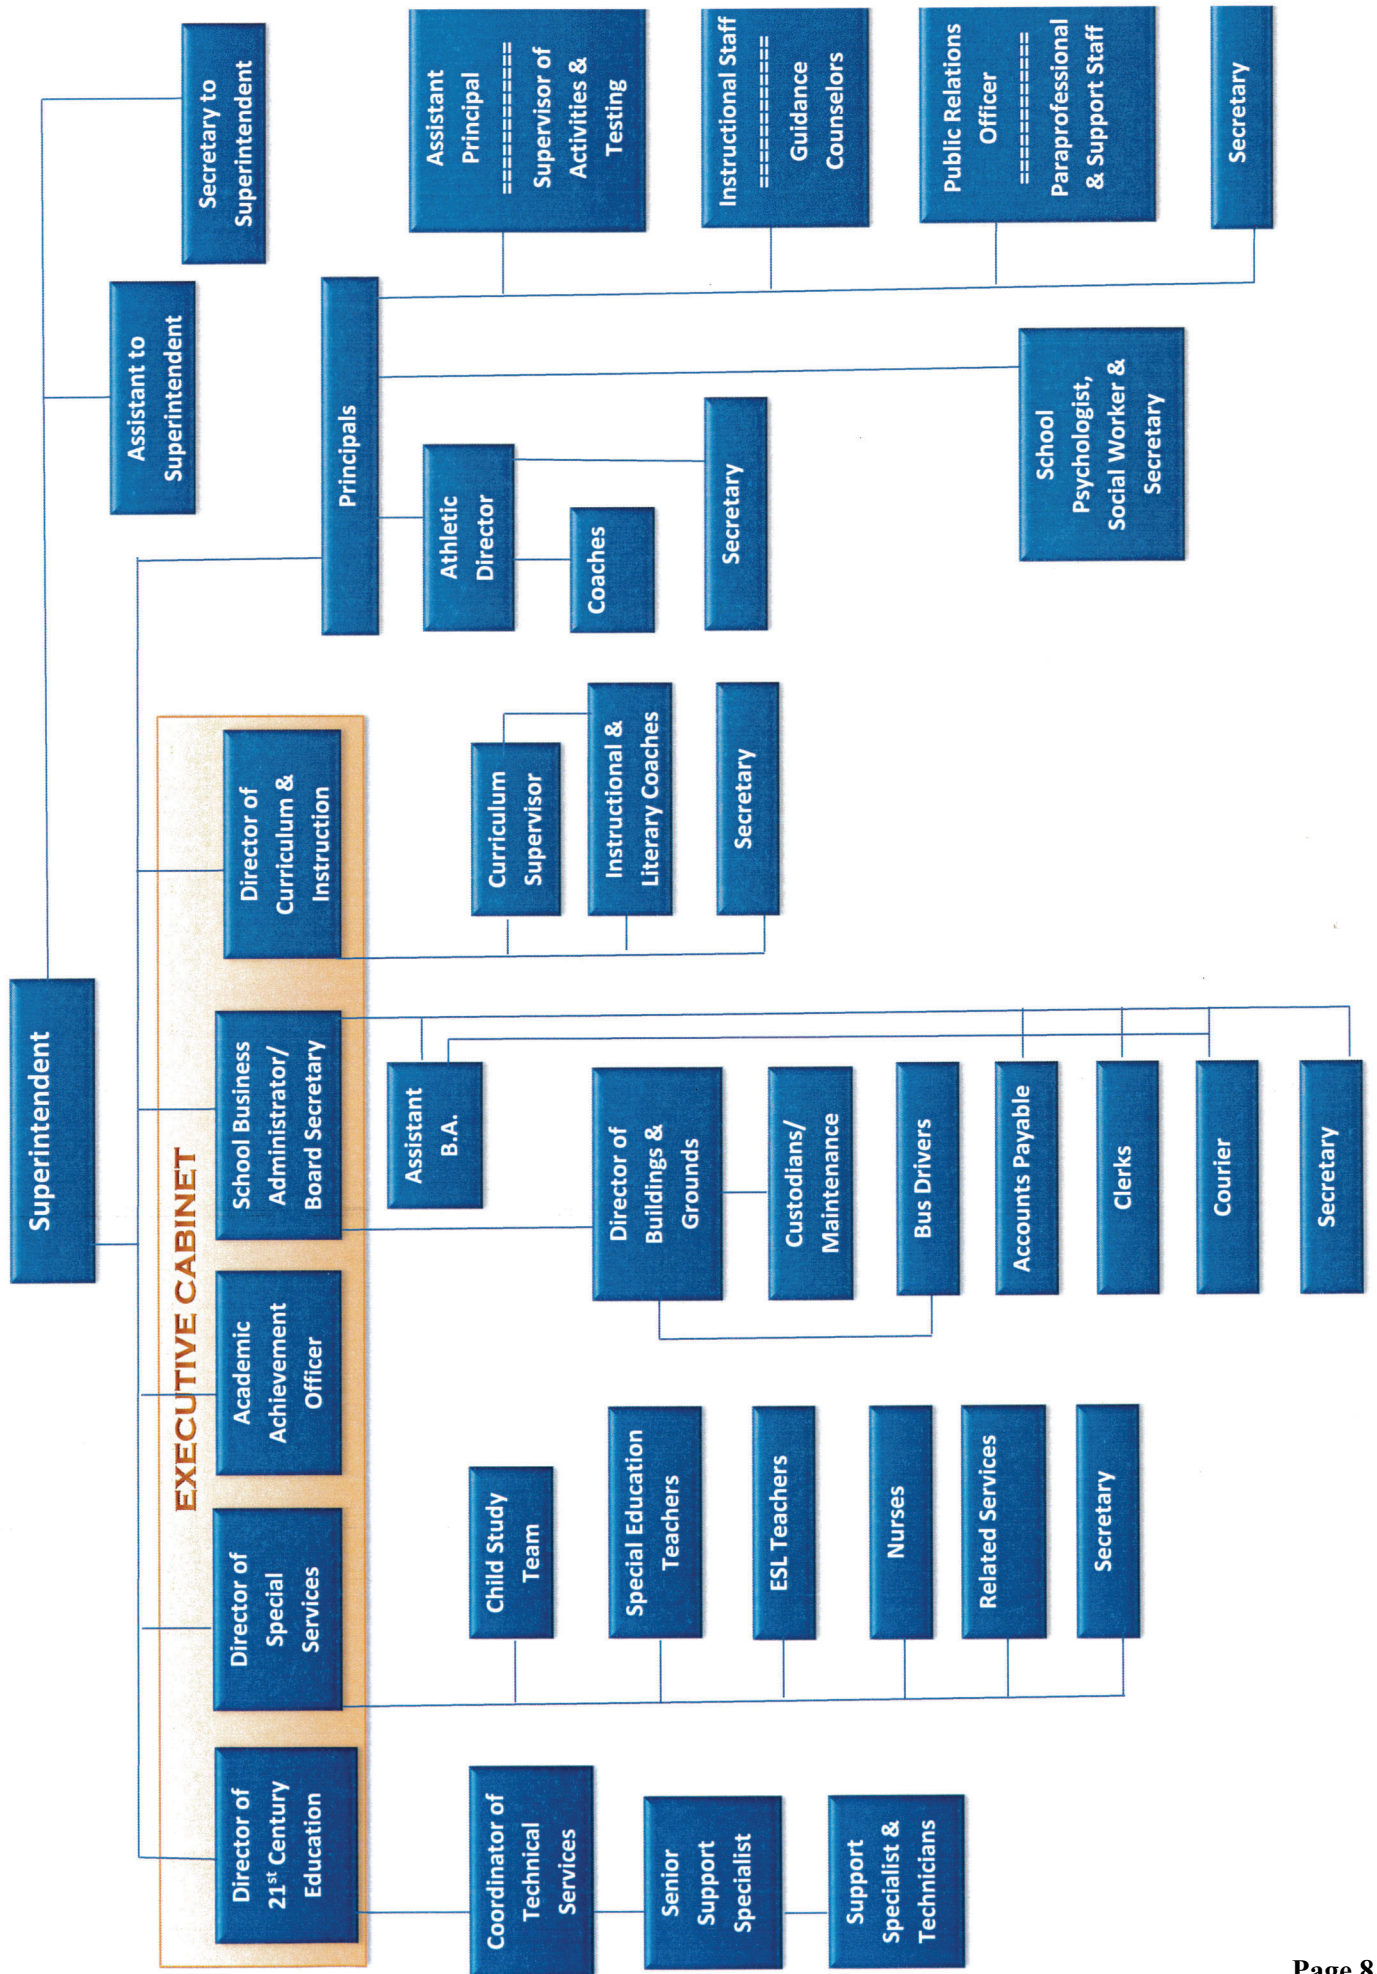 Superintendent
Assistant to
Superintendent
Secretary to
Superintendent
EXECUTIVE CABINET
Director of
21st Century
Education
Director of
Special
Services
Academic
Achievement
Officer
School Business
Administrator/
Board Secretary
Director of
Curriculum &
Instruction
Principals
Coordinator of
Technical
Services
Senior
Support
Specialist
Support
Specialist &
Technicians
Child Study
Team
Special Education
Teachers
ESL Teachers
Nurses
Related Services
Secretary
Assistant
B.A.
Director of
Buildings &
Grounds
Custodians/
Maintenance
Bus Drivers
Accounts Payable
Clerks
Courier
Secretary
Curriculum
Supervisor
Instructional &
Literary Coaches
Secretary
Athletic
Director
Coaches
Secretary
School
Psychologist,
Social Worker &
Secretary
Assistant
Principal
============
Supervisor of
Activities &
Testing
Instructional Staff
============
Guidance
Counselors
Public Relations
Officer
===========
Paraprofessional
& Support Staff
Secretary
Page 8